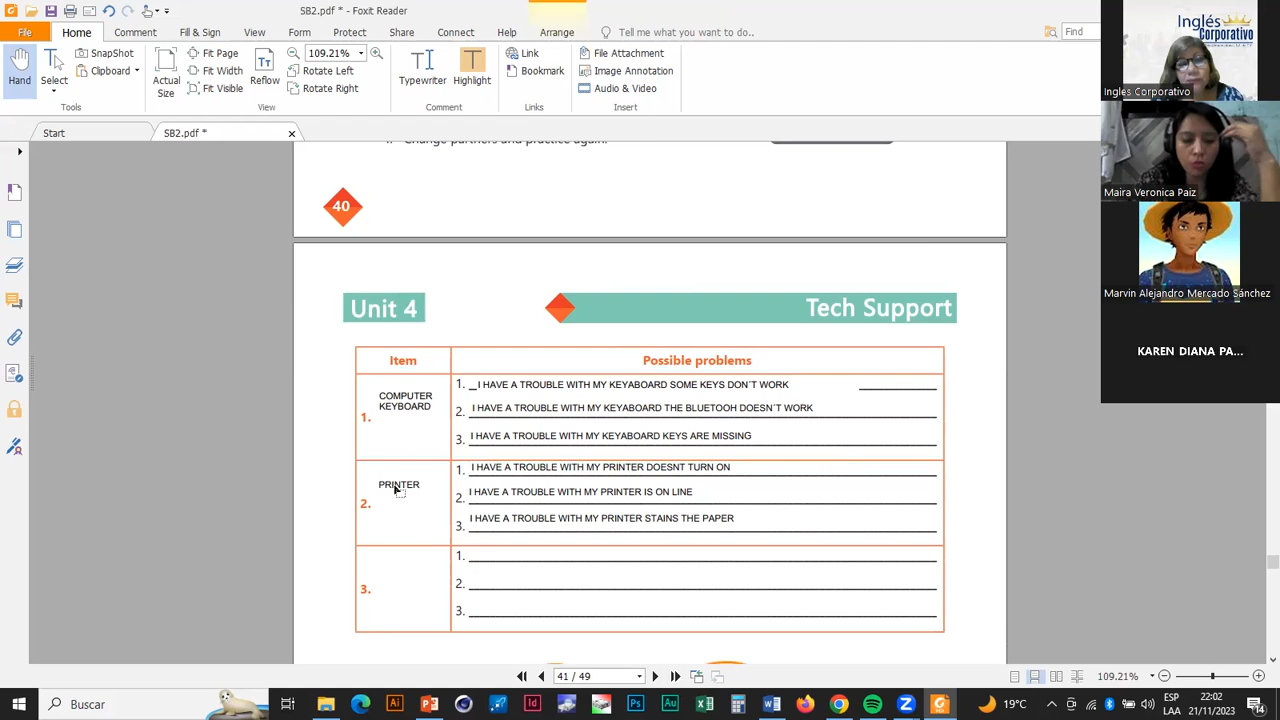 SB2.pdf * - Foxit Reader
File Home Comment View Fill & Sign Form Protect Share Connect Help Arrange Tell me what you want to do.. Find
Hand
Select
SnapShot
Clipboard
Actual Size
Fit Page
Fit Width
Fit Visible
Reflow
109.21%
Rotate Left
Rotate Right
Typewriter
Highlight
Link
Bookmark
File Attachment
Image Annotation
Audio & Video
Tools View Comment Links Insert
Start SB2.pdf *
Change partners and practice again.
40
Unit 4
Tech Support
Item Possible problems
1. COMPUTER KEYBOARD
1. _I HAVE A TROUBLE WITH MY KEYABOARD SOME KEYS DON´T WORK
2. I HAVE A TROUBLE WITH MY KEYABOARD THE BLUETOOH DOESN´T WORK
3. I HAVE A TROUBLE WITH MY KEYABOARD KEYS ARE MISSING
2. PRINTER
1. I HAVE A TROUBLE WITH MY PRINTER DOESNT TURN ON
2. I HAVE A TROUBLE WITH MY PRINTER IS ON LINE
3. I HAVE A TROUBLE WITH MY PRINTER STAINS THE PAPER
3.
1.
2.
3.
41 / 49
109.21%
Inglés Corporativo
Ingles Corporativo
Maira Veronica Paiz
Marvin Alejandro Mercado Sánchez
KAREN DIANA PA...
Buscar
19°C
ESP
LAA
22:02
21/11/2023
14